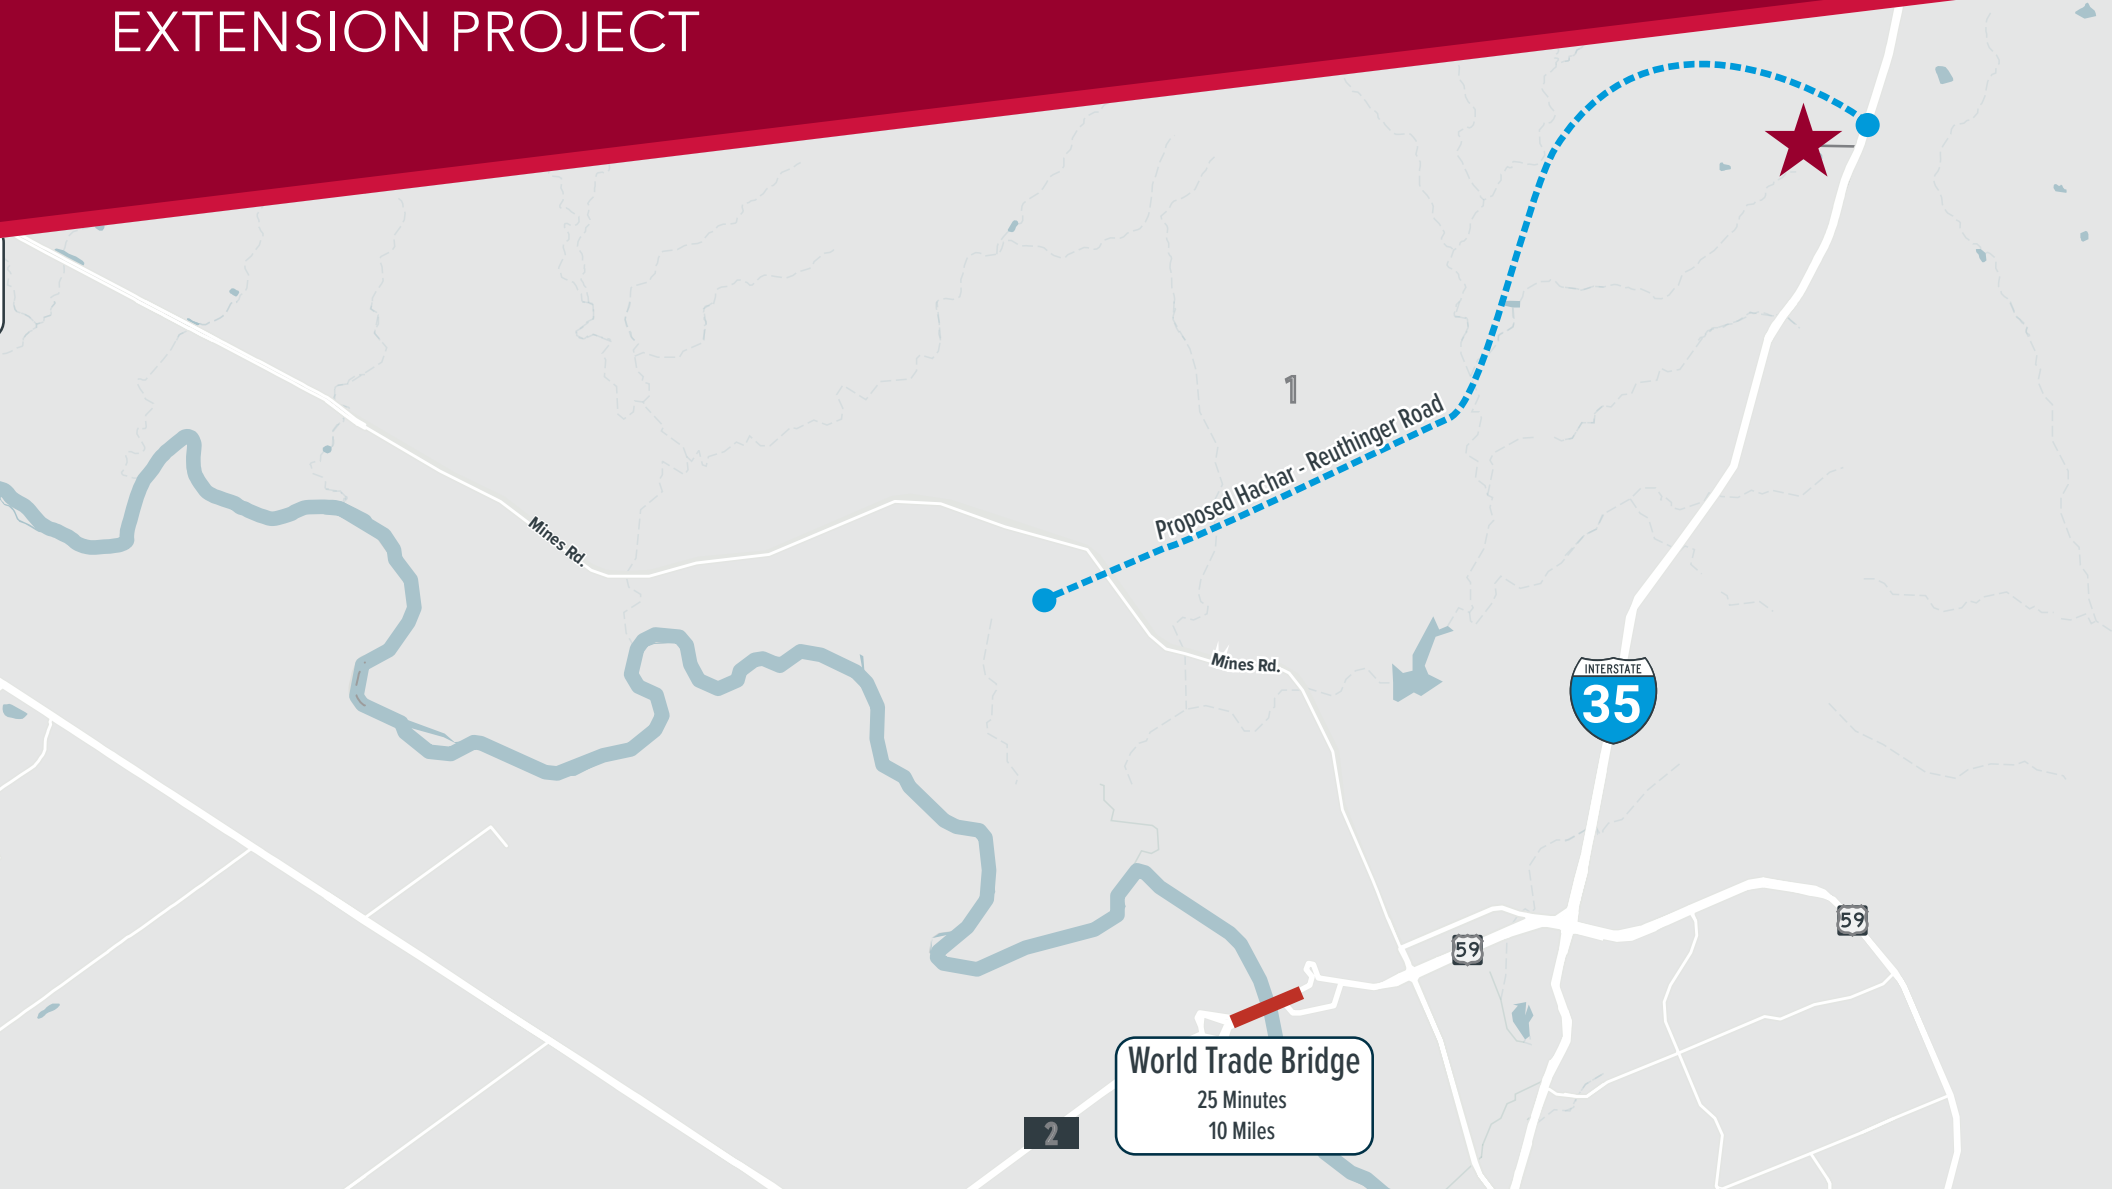 EXTENSION PROJECT
1
Proposed Hachar - Reuthinger Road
Mines Rd.
Mines Rd.
INTERSTATE
35
59
59
World Trade Bridge
25 Minutes
10 Miles
2